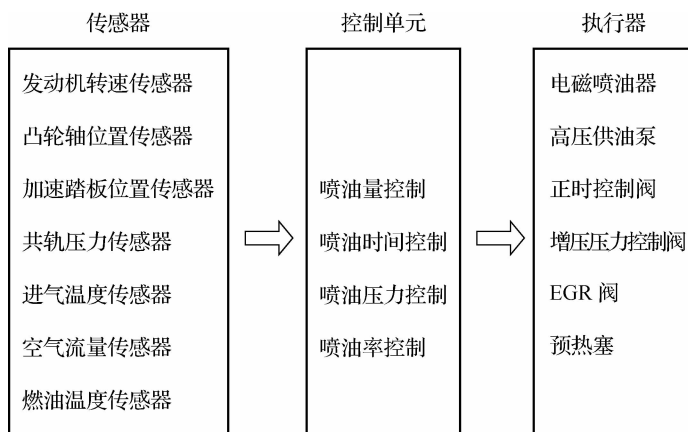 传感器
控制单元
执行器
发动机转速传感器
凸轮轴位置传感器
加速踏板位置传感器
共轨压力传感器
进气温度传感器
空气流量传感器
燃油温度传感器
喷油量控制
喷油时间控制
喷油压力控制
喷油率控制
电磁喷油器
高压供油泵
正时控制阀
增压压力控制阀
EGR 阀
预热塞